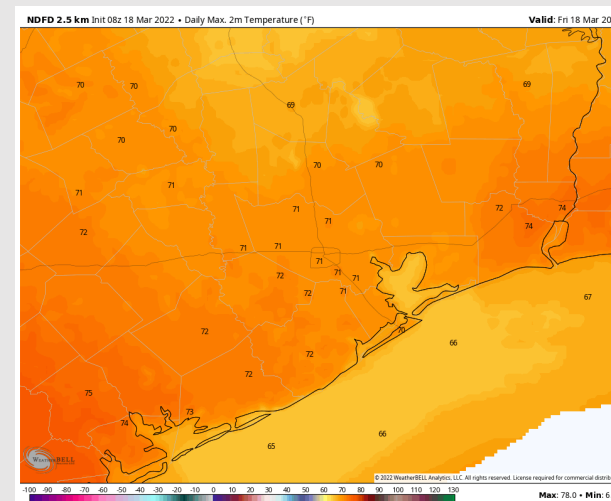 NDFD 2.5 km Init 08z 18 Mar 2022 • Daily Max. 2m Temperature (°F)
Valid: Fri 18 Mar 20
70 70 69
69
70
70
70 70
71 71
71 72 74
71 74
72
71 71
71
72 71 71
72 71
67
72 70
66
72
72
75
73
74
66
65
WeatherBELL
© 2022 WeatherBELL Analytics, LLC. All rights reserved. License required for commercial distri
-100 -90 -80 -70 -60 -50 -40 -30 -20 -10 0 10 20 30 40 50 60 70 80 90 100 110 120 130
Max: 78.0 • Min: 6